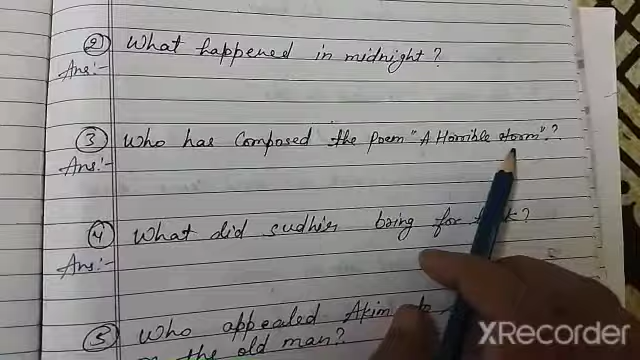 ② What happened in midnight?
Ans:-
③ Who has composed the poem "A Horrible storm"?
Ans:-
④ What did sudhir bring for ?
Ans:-
⑤ Who appealed Akim
the old man?
XRecorder